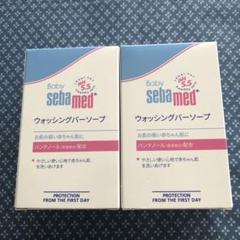 Baby
sebamed
pH
5.5
ウォッシングバーソープ
お肌の弱い赤ちゃん肌に
パンテノール(保湿成分)配合
やさしい使い心地で赤ちゃん肌
を洗いあげます
PROTECTION
FROM THE FIRST DAY
Baby
sebamed
pH
5.5
ウォッシングバーソープ
お肌の弱い赤ちゃん肌に
パンテノール(保湿成分)配合
やさしい使い心地で赤ちゃん肌
を洗いあげます
PROTECTION
FROM THE FIRST DAY